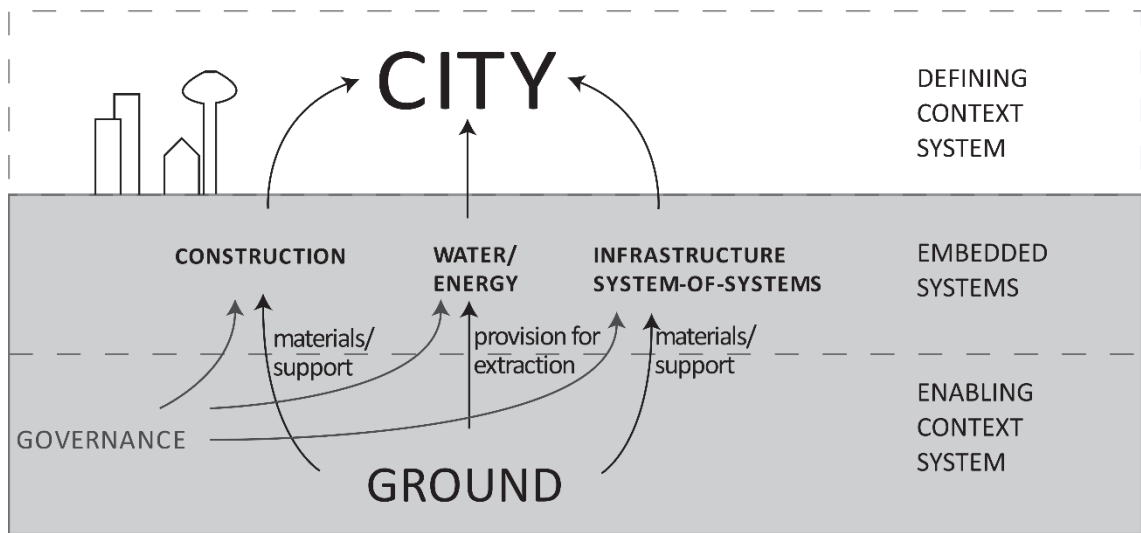 CITY
DEFINING
CONTEXT
SYSTEM
CONSTRUCTION
WATER/
ENERGY
INFRASTRUCTURE
SYSTEM-OF-SYSTEMS
EMBEDDED
SYSTEMS
materials/
support
provision for
extraction
materials/
support
GOVERNANCE
GROUND
ENABLING
CONTEXT
SYSTEM